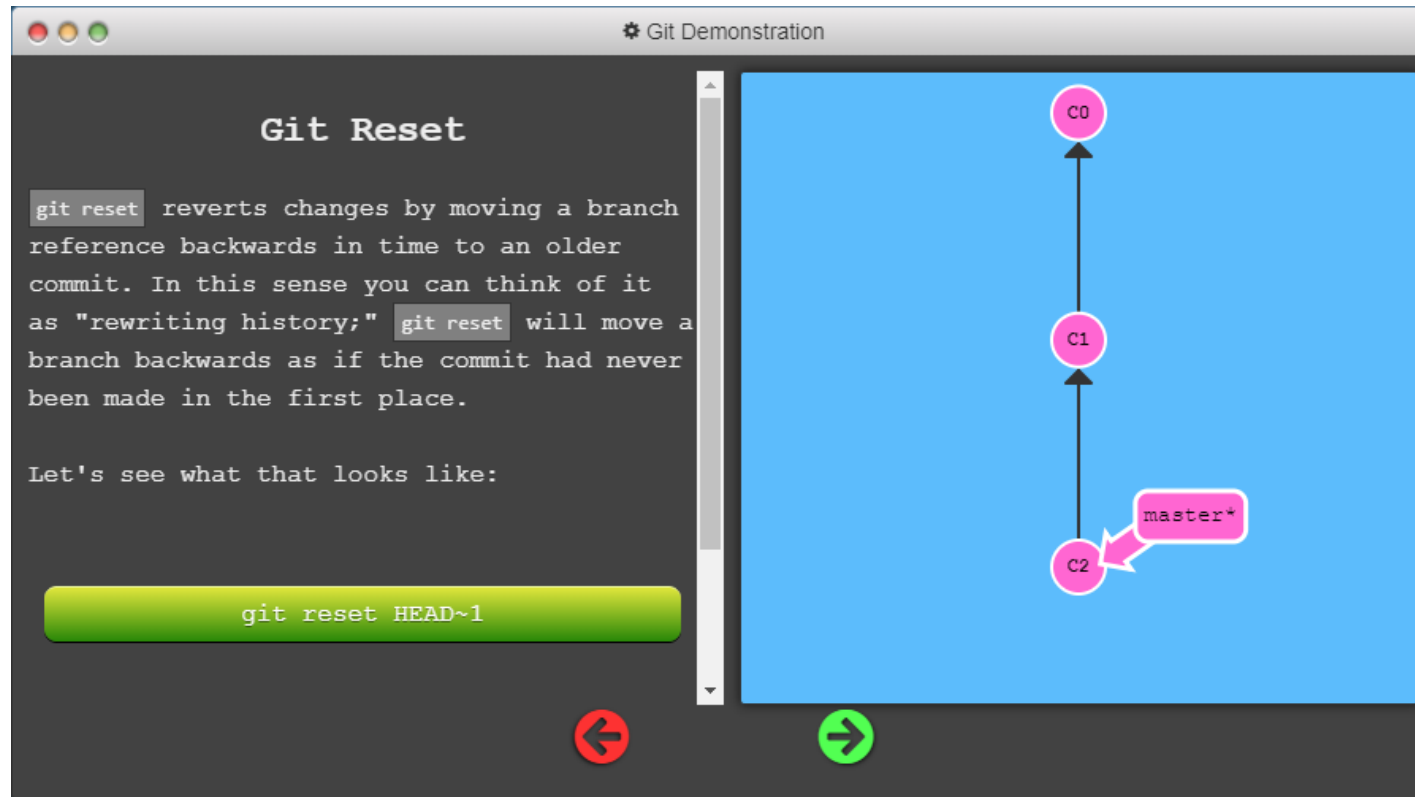 Git Demonstration
Git Reset
git reset reverts changes by moving a branch
reference backwards in time to an older
commit. In this sense you can think of it
as "rewriting history;" git reset will move a
branch backwards as if the commit had never
been made in the first place.
Let's see what that looks like:
git reset HEAD~1
C0
C1
master*
C2